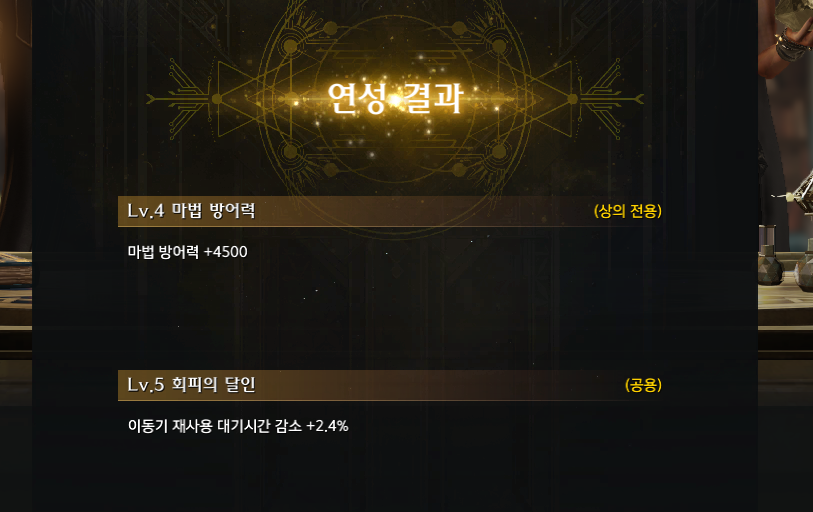 연성 결과
Lv.4 마법 방어력 (상의 전용)
마법 방어력 +4500
Lv.5 회피의 달인 (공용)
이동기 재사용 대기시간 감소 +2.4%